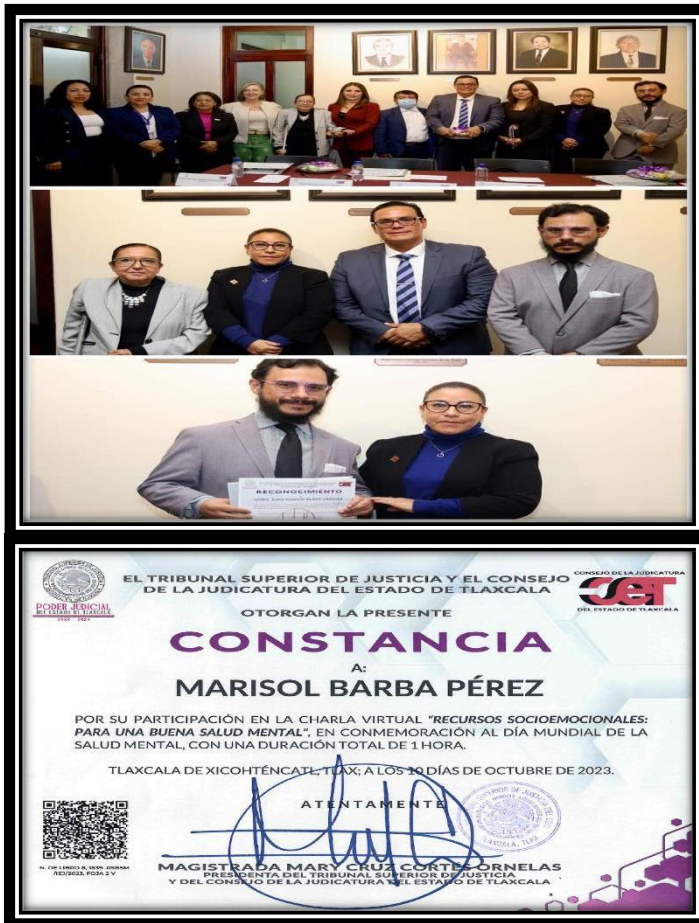 RECONOCIMIENTO
EL TRIBUNAL SUPERIOR DE JUSTICIA Y EL CONSEJO
DE LA JUDICATURA DEL ESTADO DE TLAXCALA
PODER JUDICIAL
DEL ESTADO DE TLAXCALA
CONSEJO DE LA JUDICATURA
CJET
DEL ESTADO DE TLAXCALA
OTORGAN LA PRESENTE
CONSTANCIA
A:
MARISOL BARBA PÉREZ
POR SU PARTICIPACIÓN EN LA CHARLA VIRTUAL "RECURSOS SOCIOEMOCIONALES:
PARA UNA BUENA SALUD MENTAL", EN CONMEMORACIÓN AL DÍA MUNDIAL DE LA
SALUD MENTAL, CON UNA DURACIÓN TOTAL DE 1 HORA.
TLAXCALA DE XICOHTÉNCATL, TLAX; A LOS 10 DÍAS DE OCTUBRE DE 2023.
ATENTAMENTE
MAGISTRADA MARY CRUZ CORTÉS ORNELAS
PRESIDENTA DEL TRIBUNAL SUPERIOR DE JUSTICIA
Y DEL CONSEJO DE LA JUDICATURA DEL ESTADO DE TLAXCALA